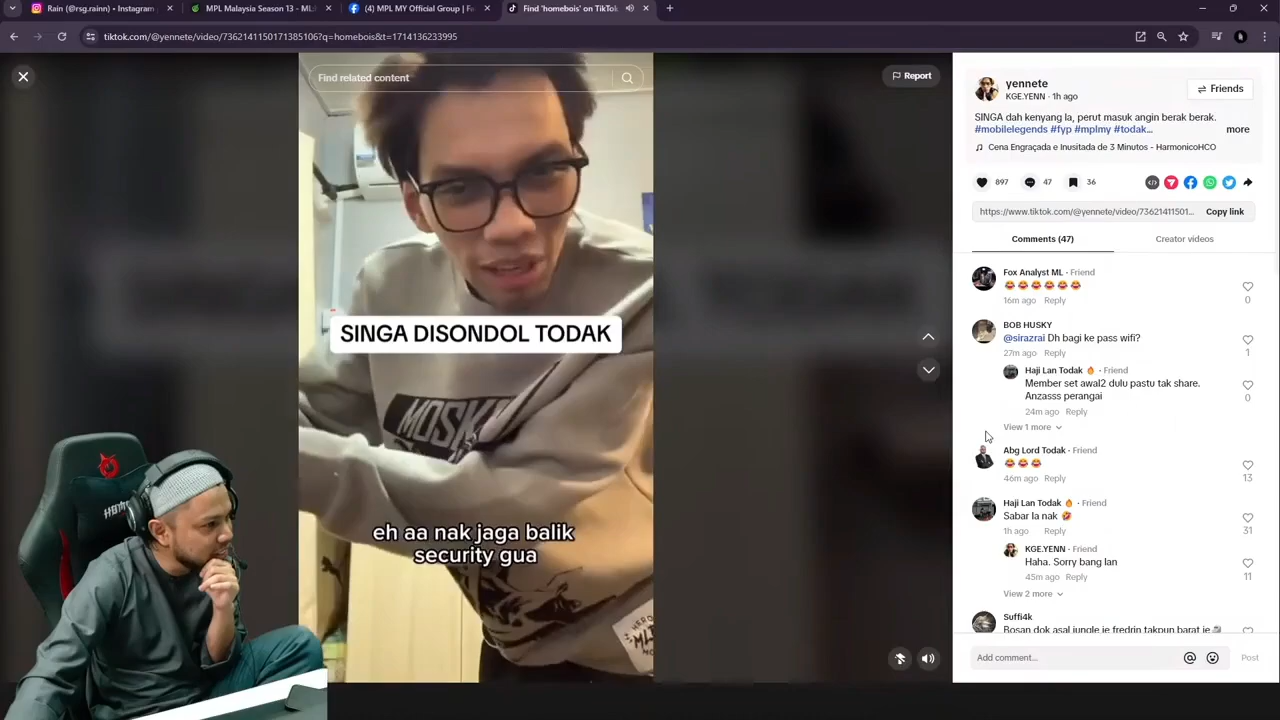 Rain (@rsg.rainn) • Instagram
MPL Malaysia Season 13 - ML
(4) MPL MY Official Group | F
Find 'homebois' on TikTok
tiktok.com/@yennete/video/7362141150171385106?q=homebois&t=1714136233995
Find related content
Report
SINGA DISONDOL TODAK
MOSK
eh aa nak jaga balik
security gua
yennete
KGE.YENN · 1h ago
Friends
SINGA dah kenyang la, perut masuk angin berak berak.
#mobilelegends #fyp #mplmy #todak...
more
Cena Engraçada e Inusitada de 3 Minutos - HarmonicoHCO
897
47
36
https://www.tiktok.com/@yennete/video/73621411501...
Copy link
Comments (47)
Creator videos
Fox Analyst ML · Friend
😂😂😂😂😂😂
16m ago Reply
0
BOB HUSKY
@sirazrai Dh bagi ke pass wifi?
27m ago Reply
1
Haji Lan Todak 🔥 · Friend
Member set awal2 dulu pastu tak share.
Anzasss perangai
24m ago Reply
0
View 1 more
Abg Lord Todak · Friend
😂😂😂
46m ago Reply
13
Haji Lan Todak 🔥 · Friend
Sabar la nak 🤣
1h ago Reply
31
KGE.YENN · Friend
Haha. Sorry bang lan
45m ago Reply
11
View 2 more
Suffi4k
Bosan dok asal jungle je fredrin takpun barat je
Add comment...
Post